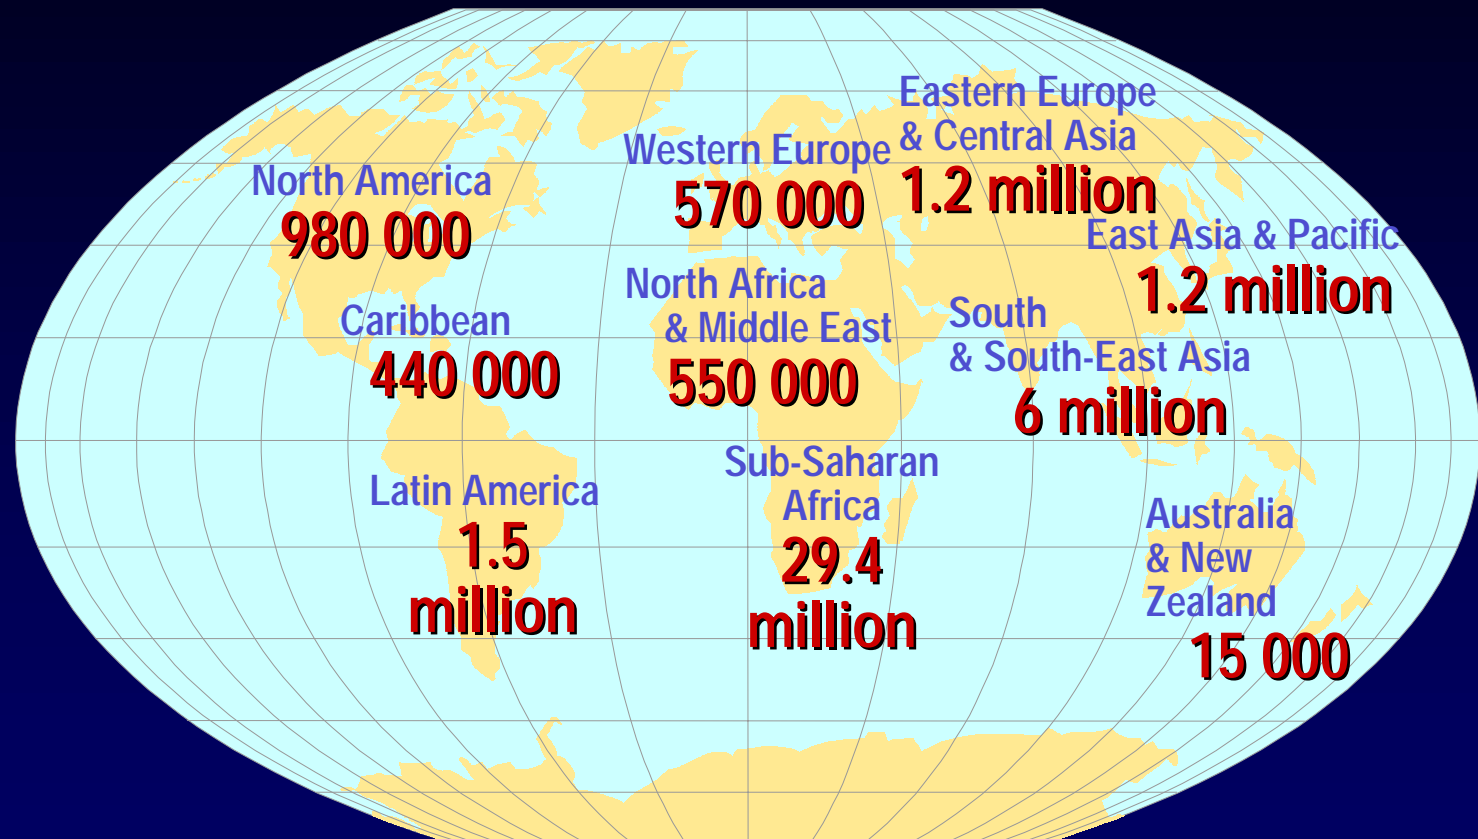 Eastern Europe
& Central Asia
1.2 million
Western Europe
570 000
North America
980 000
East Asia & Pacific
1.2 million
North Africa
& Middle East
550 000
South
& South-East Asia
6 million
Caribbean
440 000
Sub-Saharan
Africa
29.4
million
Latin America
1.5
million
Australia
& New
Zealand
15 000